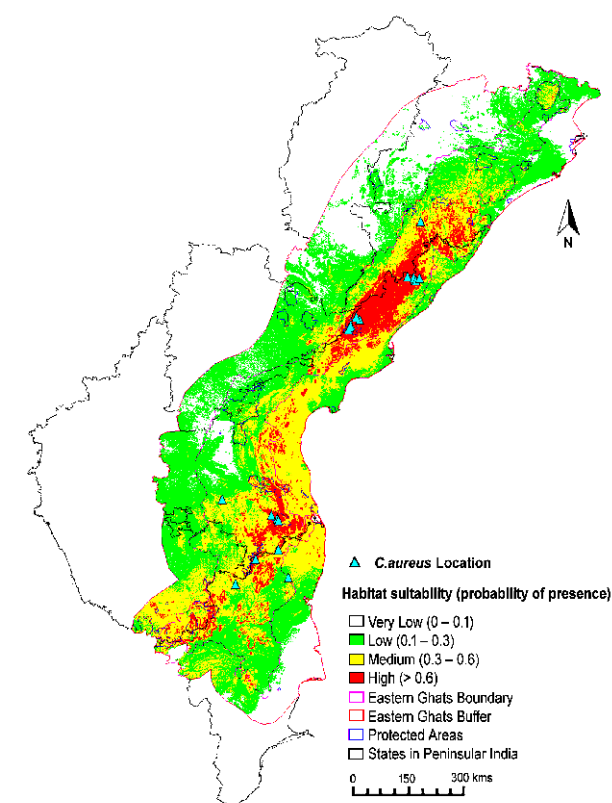 N
C.aureus Location
Habitat suitability (probability of presence)
Very Low (0 – 0.1)
Low (0.1 – 0.3)
Medium (0.3 – 0.6)
High (> 0.6)
Eastern Ghats Boundary
Eastern Ghats Buffer
Protected Areas
States in Peninsular India
0 150 300 kms